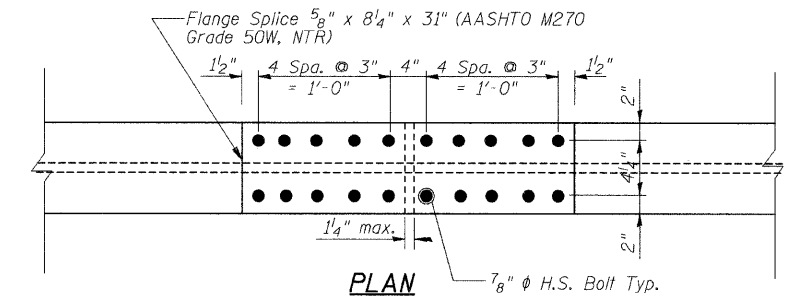 Flange Splice 5/8" x 8 1/4" x 31" (AASHTO M270
Grade 50W, NTR)
1 1/2" 4 Spa. @ 3" 4" 4 Spa. @ 3" 1 1/2"
= 1'-0" = 1'-0"
2"
4 1/4"
2"
1 1/4" max.
PLAN
7/8" ϕ H.S. Bolt Typ.